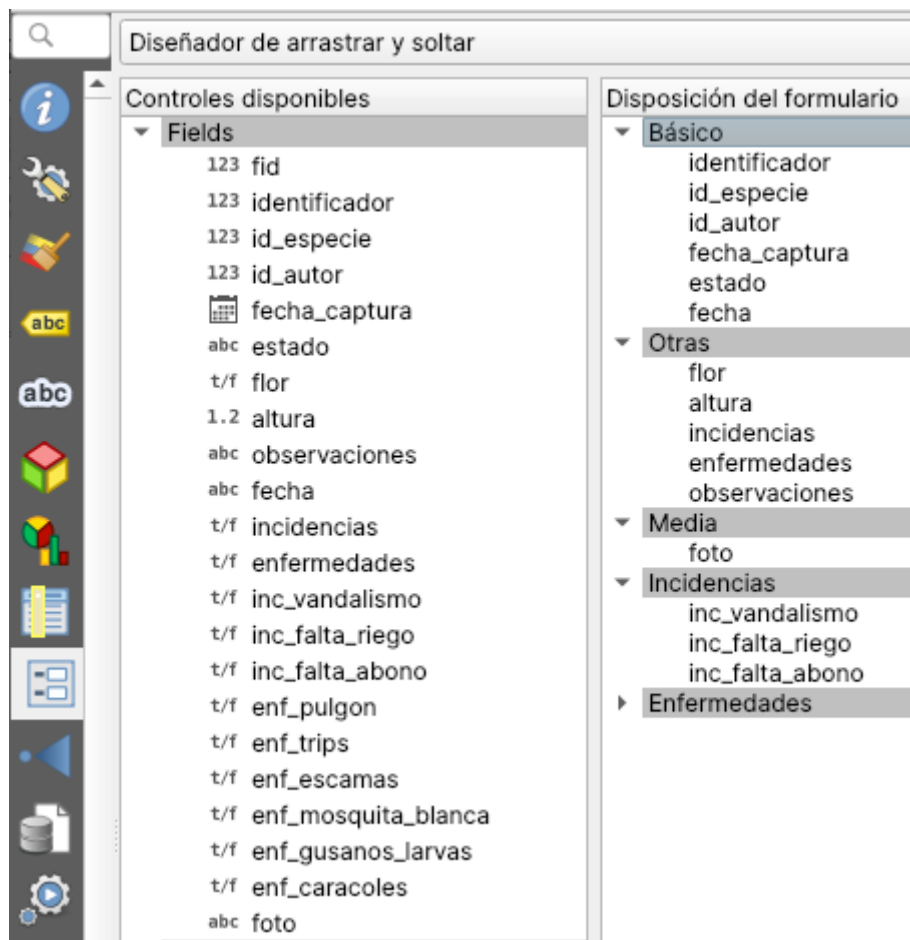 Diseñador de arrastrar y soltar
Controles disponibles
Fields
123 fid
123 identificador
123 id_especie
123 id_autor
fecha_captura
abc estado
t/f flor
1.2 altura
abc observaciones
abc fecha
t/f incidencias
t/f enfermedades
t/f inc_vandalismo
t/f inc_falta_riego
t/f inc_falta_abono
t/f enf_pulgon
t/f enf_trips
t/f enf_escamas
t/f enf_mosquita_blanca
t/f enf_gusanos_larvas
t/f enf_caracoles
abc foto
Disposición del formulario
Básico
identificador
id_especie
id_autor
fecha_captura
estado
fecha
Otras
flor
altura
incidencias
enfermedades
observaciones
Media
foto
Incidencias
inc_vandalismo
inc_falta_riego
inc_falta_abono
Enfermedades
i
abc
abc